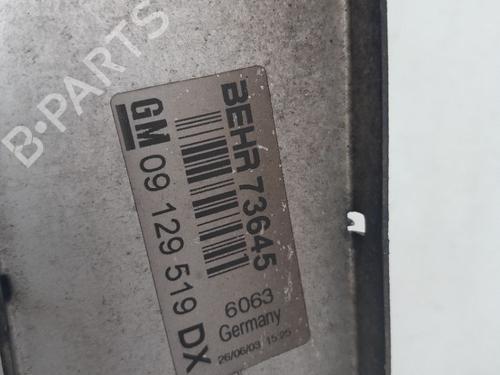 B-PARTS
BEHR 73645
GM 09 129 519 DX
6063
Germany
26/06/03 15:25